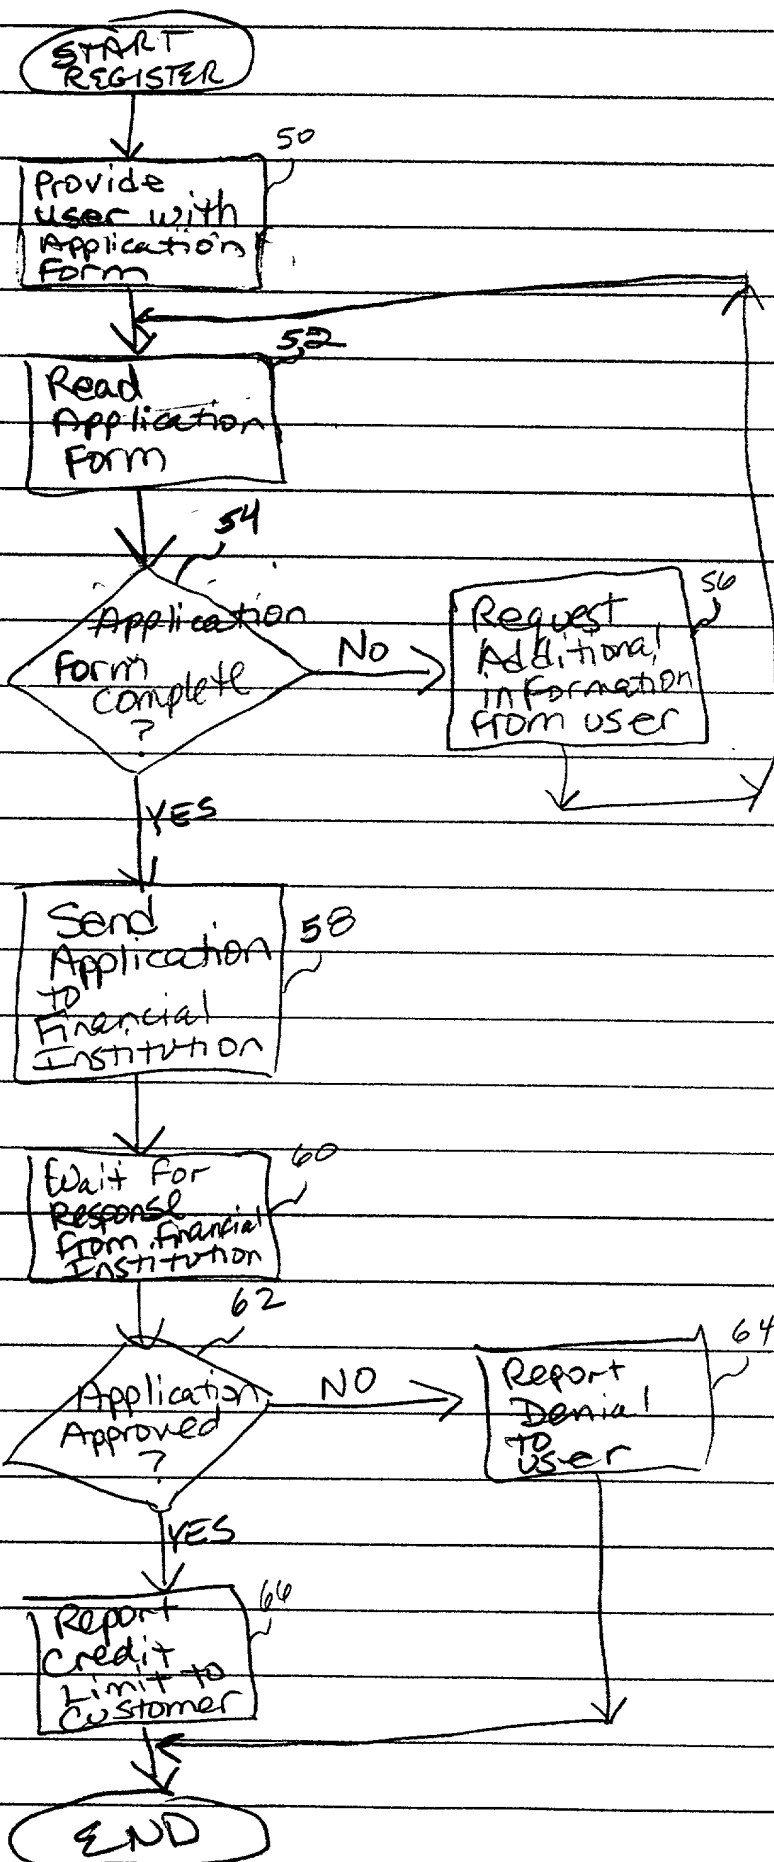 START
REGISTER
50
Provide
user with
Application
Form
52
Read
Application
Form
54
Application
Form
complete
?
NO
56
Request
Additional
information
from user
YES
58
Send
Application
to
Financial
Institution
60
Wait for
Response
from financial
Institution
62
Application
Approved
?
NO
64
Report
Denial
to
user
YES
66
Report
Credit
Limit to
Customer
END